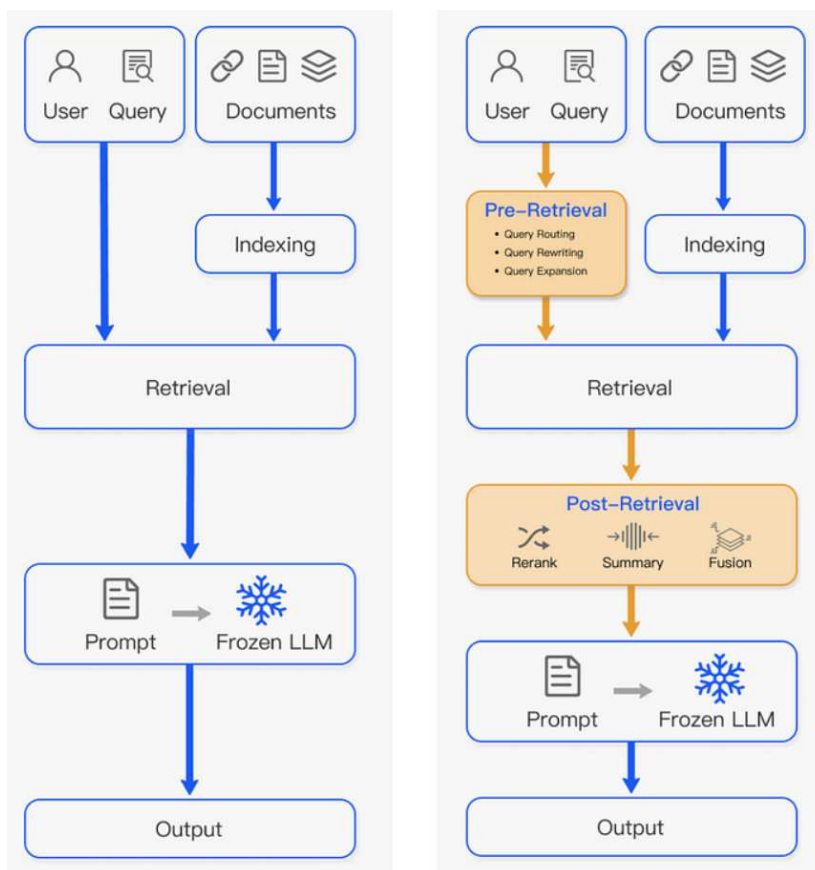 User Query
Documents
Indexing
Retrieval
Prompt
Frozen LLM
Output
User Query
Documents
Pre-Retrieval
• Query Routing
• Query Rewriting
• Query Expansion
Indexing
Retrieval
Post-Retrieval
Rerank
Summary
Fusion
Prompt
Frozen LLM
Output